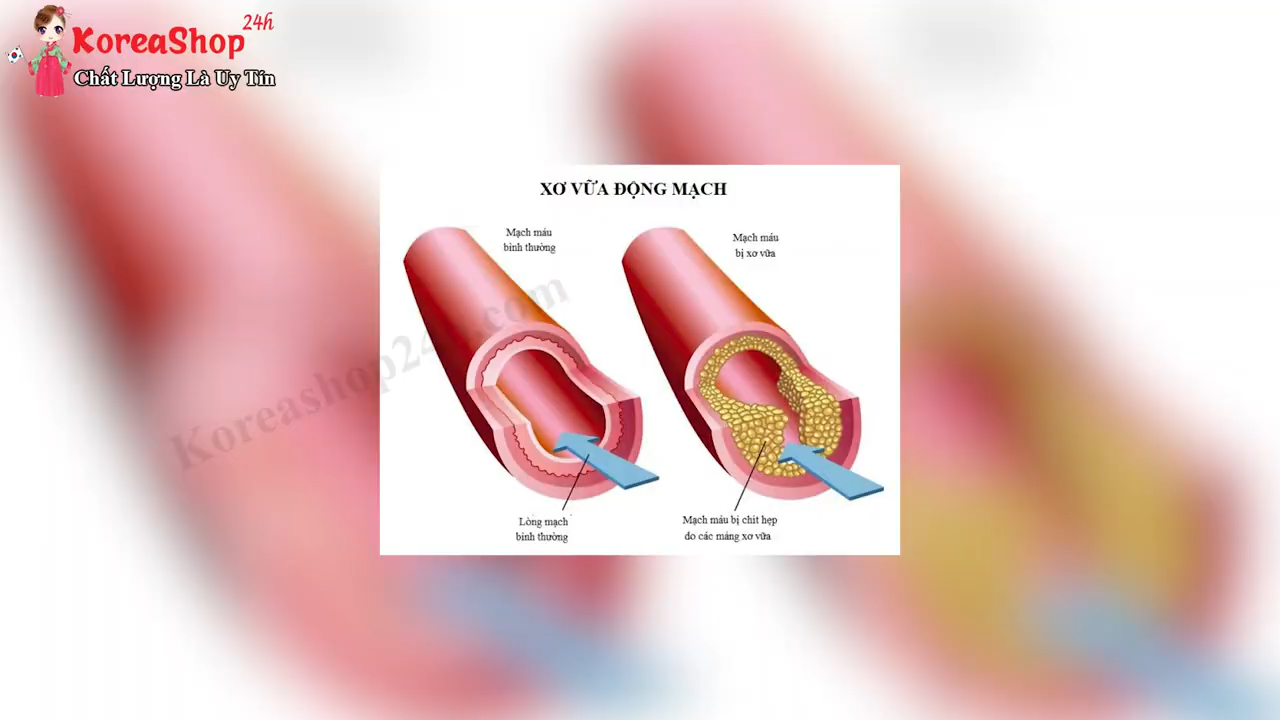 KoreaShop 24h
Chất Lượng Là Uy Tín
XƠ VỮA ĐỘNG MẠCH
Mạch máu
bình thường
Mạch máu
bị xơ vữa
Koreashop24h.com
Lòng mạch
bình thường
Mạch máu bị chít hẹp
do các mảng xơ vữa